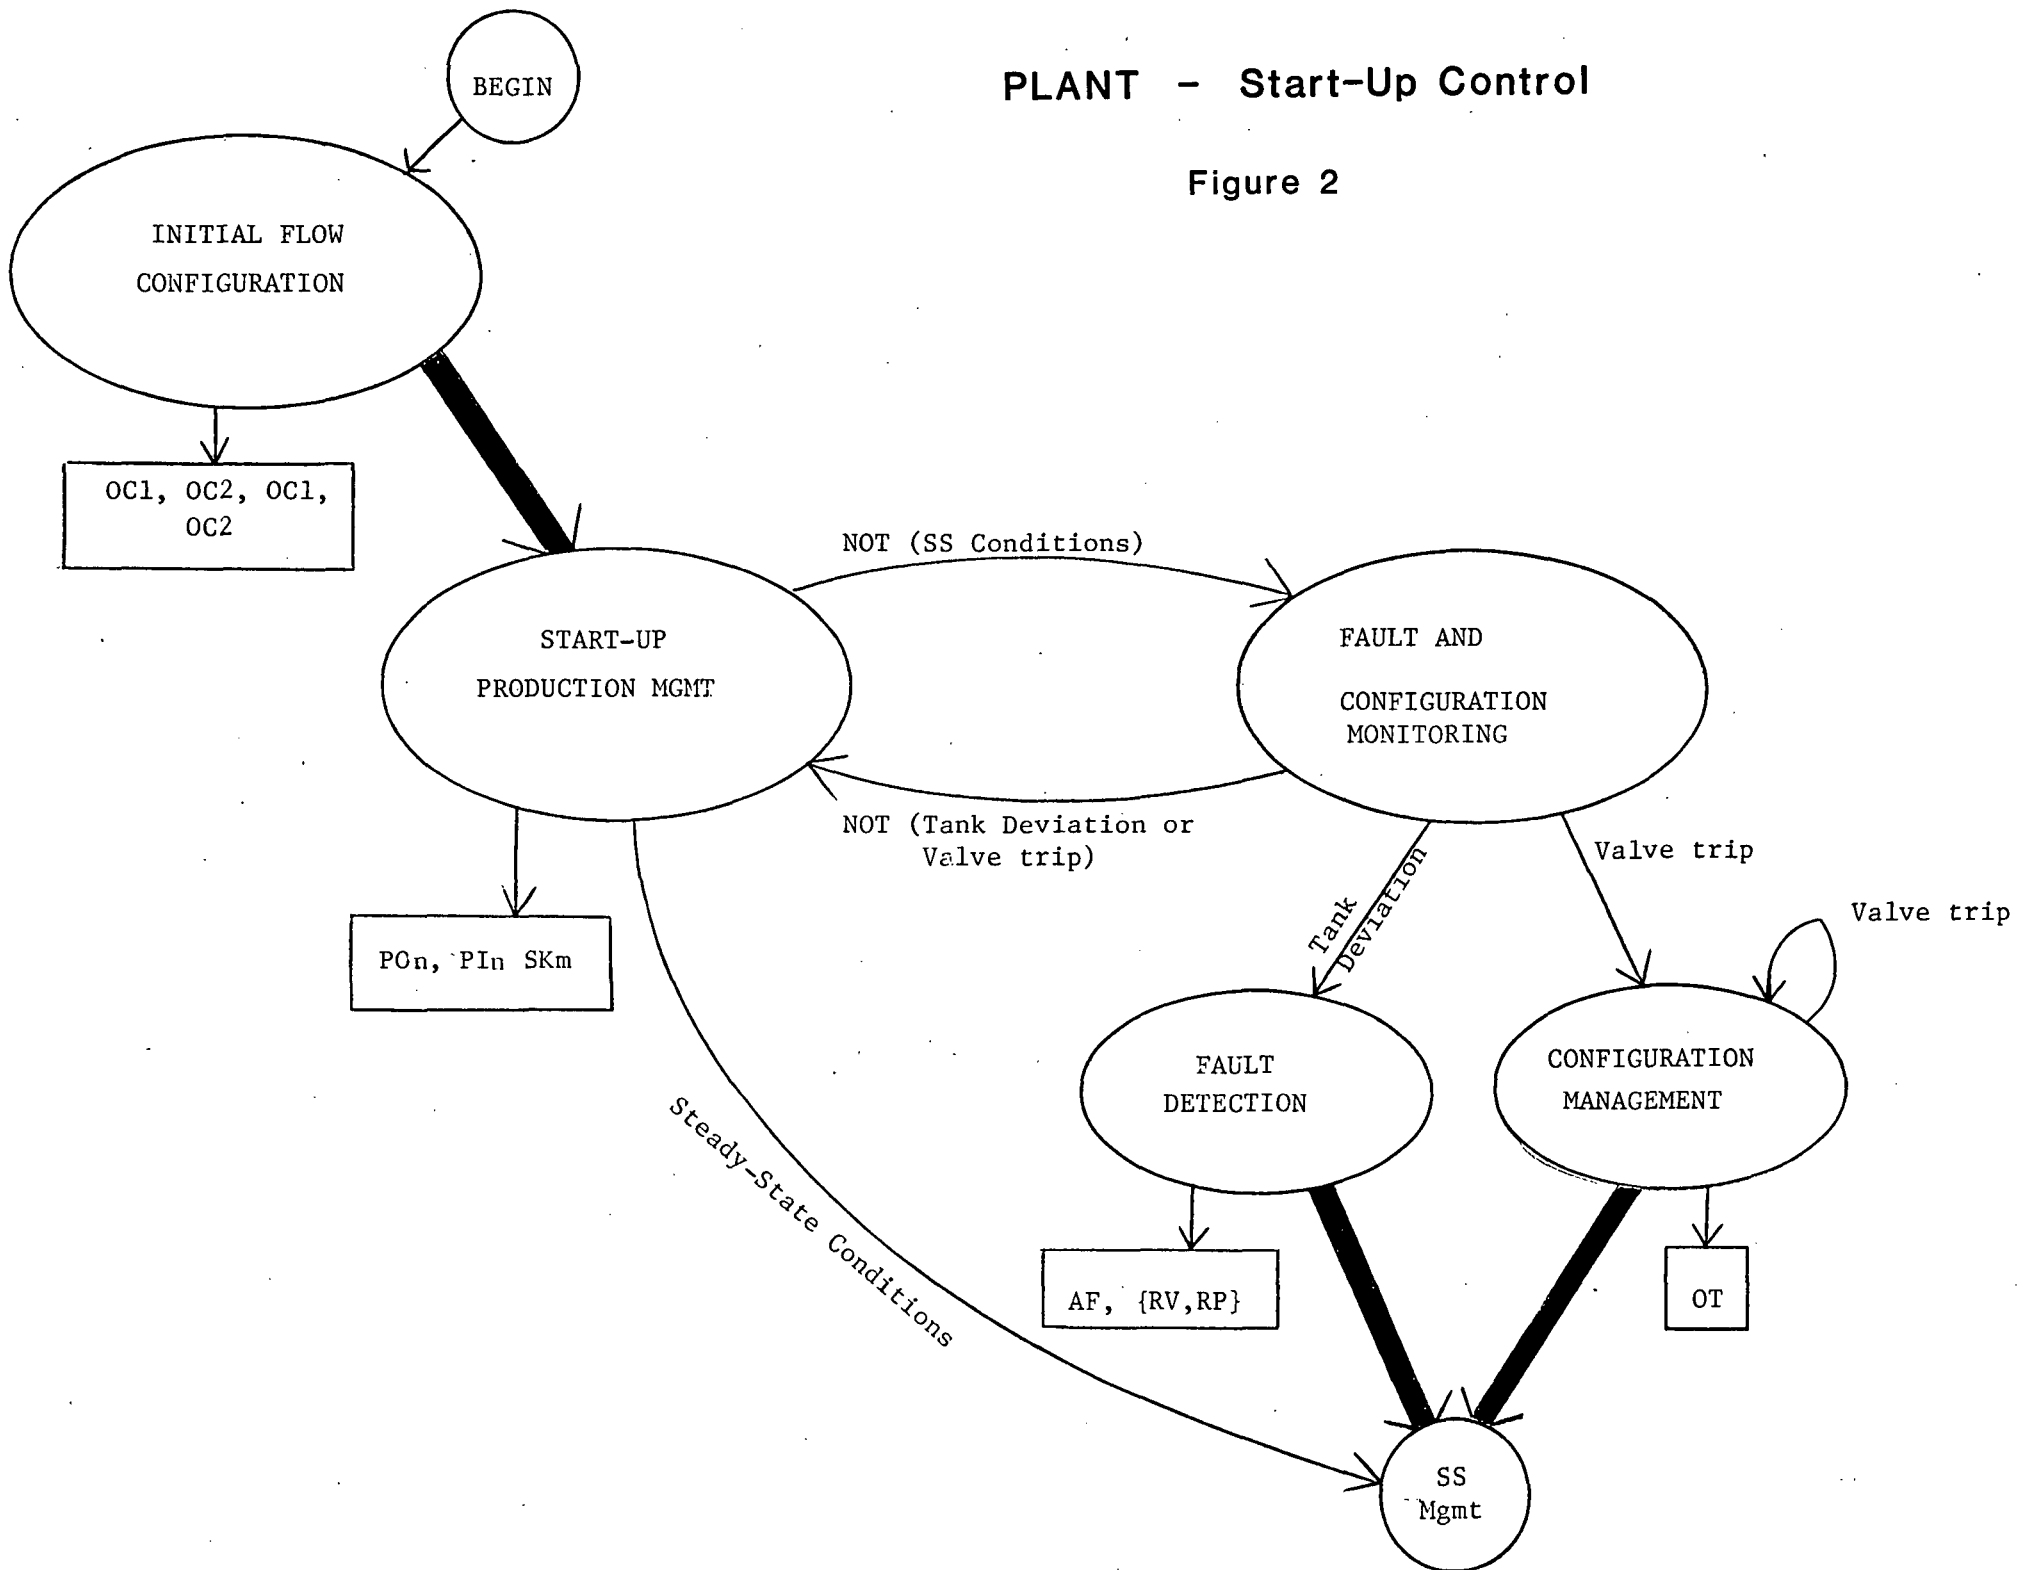 PLANT - Start-Up Control
Figure 2
BEGIN
INITIAL FLOW
CONFIGURATION
OC1, OC2, OC1,
OC2
NOT (SS Conditions)
START-UP
PRODUCTION MGMT
FAULT AND
CONFIGURATION
MONITORING
NOT (Tank Deviation or
Valve trip)
Valve trip
Tank
Deviation
Valve trip
POn, PIn SKm
FAULT
DETECTION
CONFIGURATION
MANAGEMENT
Steady-State Conditions
AF, {RV,RP}
OT
SS
Mgmt